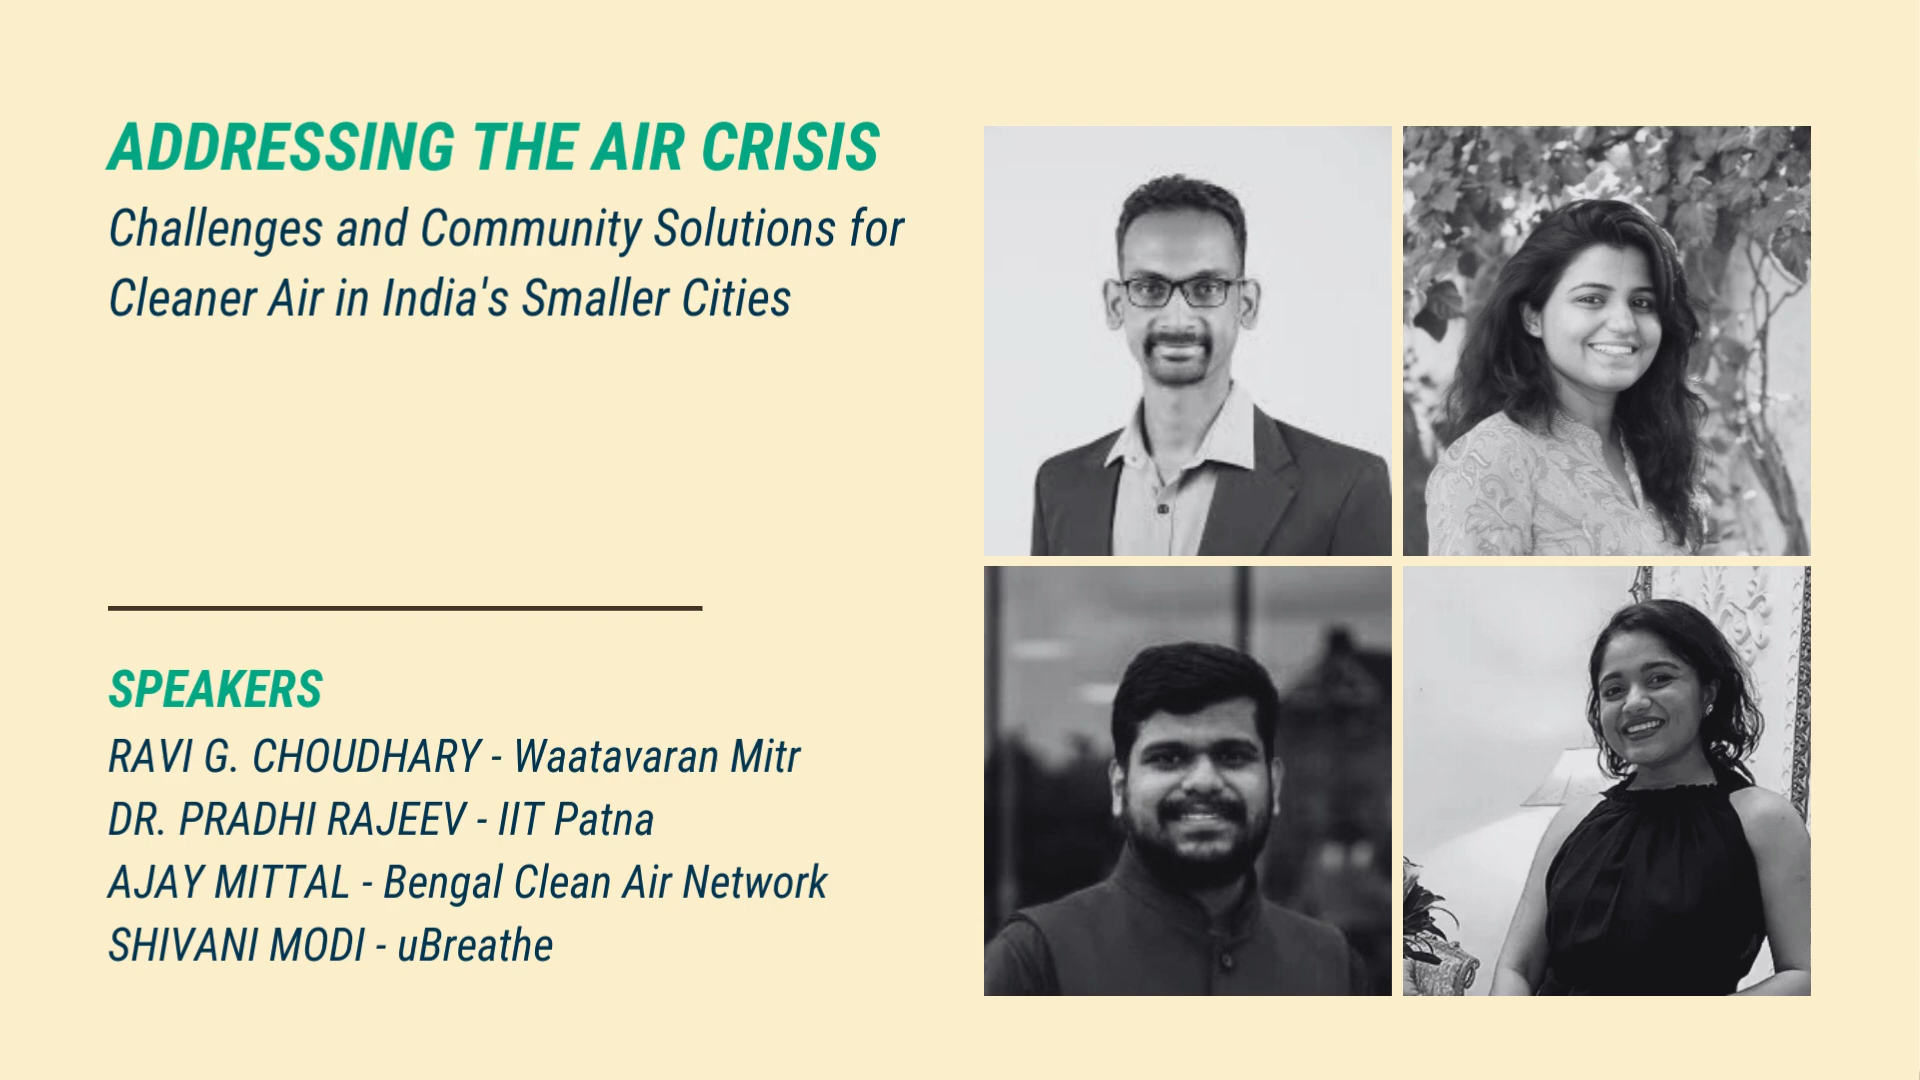 ADDRESSING THE AIR CRISIS
Challenges and Community Solutions for
Cleaner Air in India's Smaller Cities
SPEAKERS
RAVI G. CHOUDHARY - Waatavaran Mitr
DR. PRADHI RAJEEV - IIT Patna
AJAY MITTAL - Bengal Clean Air Network
SHIVANI MODI - uBreathe